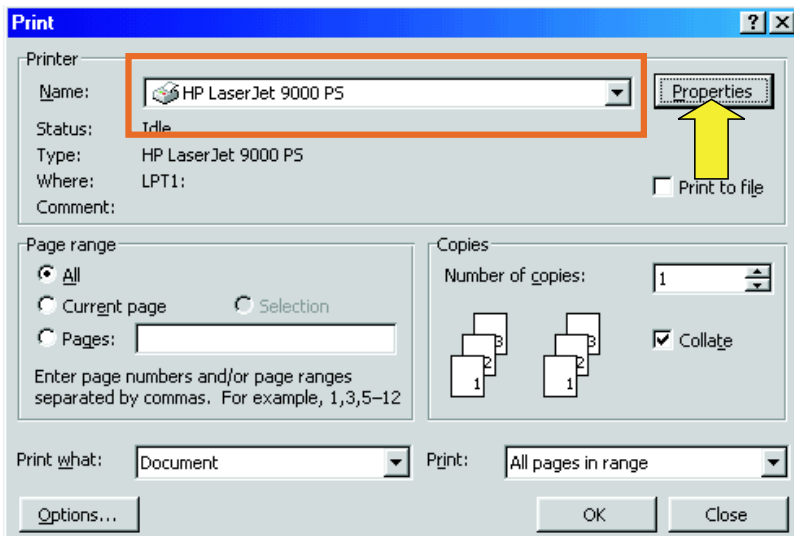 Print
Printer
Name: HP LaserJet 9000 PS Properties
Status: Idle
Type: HP LaserJet 9000 PS
Where: LPT1: Print to file
Comment:
Page range
All
Current page Selection
Pages:
Enter page numbers and/or page ranges
separated by commas. For example, 1,3,5–12
Copies
Number of copies: 1
1 2 3 1 2 3 Collate
Print what: Document Print: All pages in range
Options... OK Close